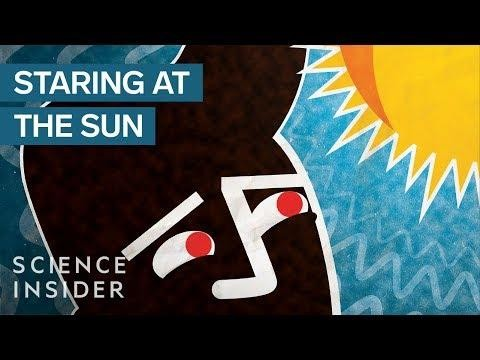 STARING AT
THE SUN
SCIENCE
INSIDER